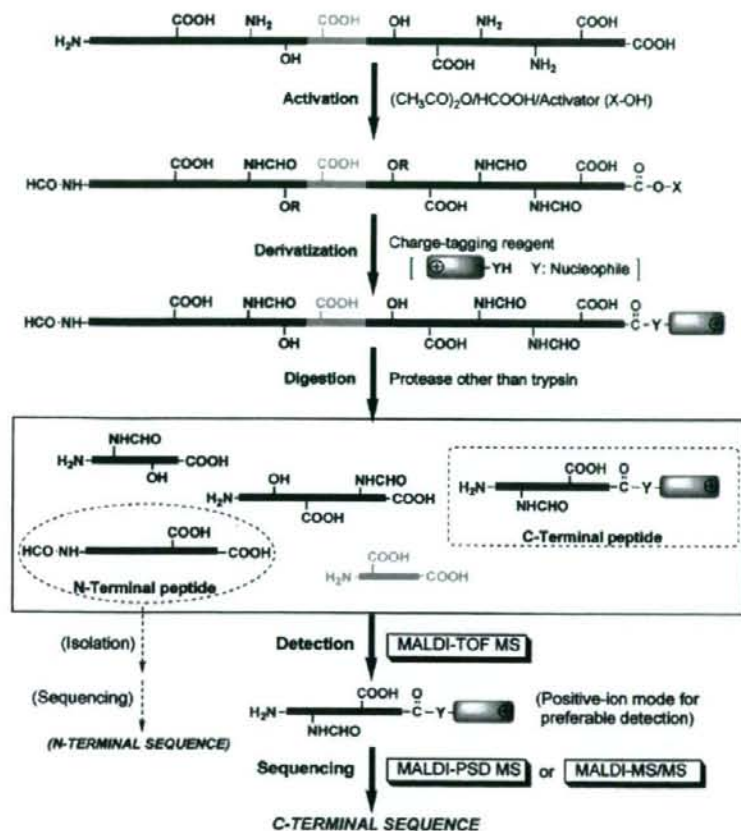 COOH NH₂ COOH OH NH₂ COOH
H₂N COOH
OH COOH NH₂
Activation (CH₃CO)₂O/HCOOH/Activator (X-OH)
COOH NHCHO COOH OR NHCHO COOH O
HCO·NH C-O-X
OR COOH NHCHO
Derivatization Charge-tagging reagent
[ ⊕ -YH Y: Nucleophile ]
COOH NHCHO COOH OH NHCHO COOH O
HCO·NH C-Y ⊕
OH COOH NHCHO
Digestion Protease other than trypsin
NHCHO
H₂N COOH
OH
OH NHCHO
H₂N COOH
COOH
COOH O
H₂N C-Y ⊕
NHCHO
C-Terminal peptide
COOH
HCO·NH COOH
N-Terminal peptide
COOH
H₂N COOH
(Isolation) Detection MALDI-TOF MS
(Sequencing)
(N-TERMINAL SEQUENCE)
COOH O
H₂N C-Y ⊕
NHCHO
(Positive-ion mode for
preferable detection)
Sequencing MALDI-PSD MS or MALDI-MS/MS
C-TERMINAL SEQUENCE